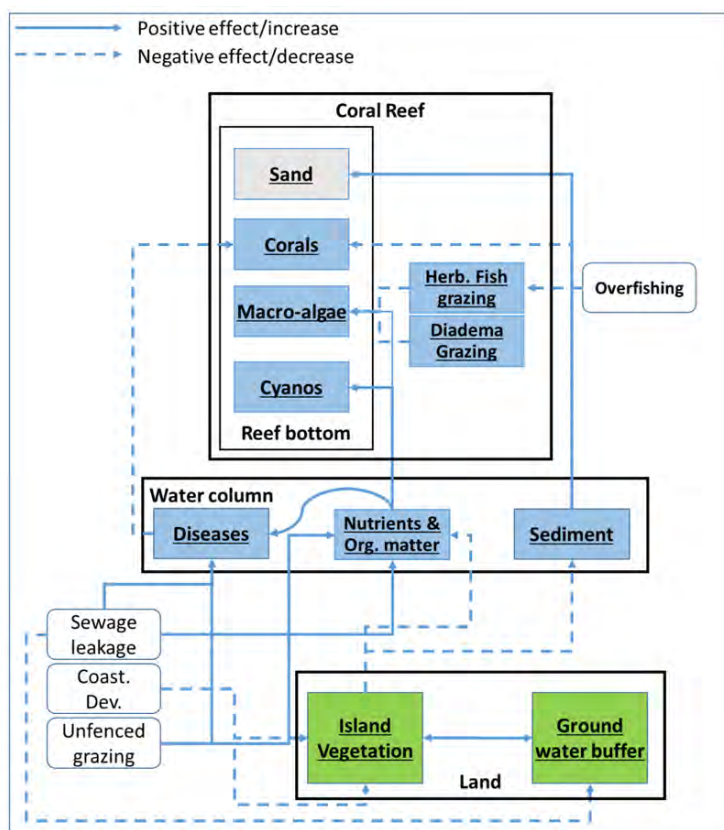 Positive effect/increase
Negative effect/decrease
Coral Reef
Sand
Corals
Macro-algae
Cyanos
Reef bottom
Herb. Fish
grazing
Diadema
Grazing
Overfishing
Water column
Diseases
Nutrients &
Org. matter
Sediment
Sewage
leakage
Coast.
Dev.
Unfenced
grazing
Island
Vegetation
Ground
water buffer
Land